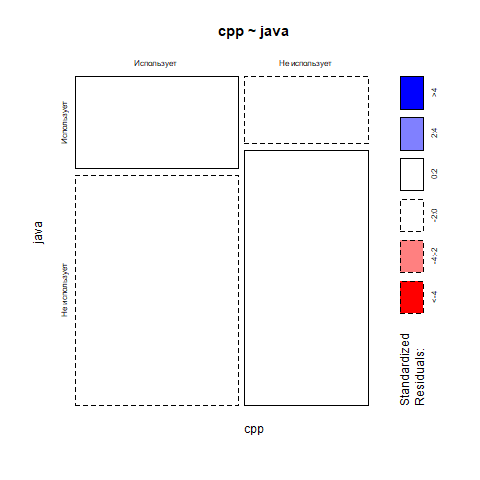 cpp ~ java
Использует
Не использует
Использует
Не использует
java
cpp
>4
2:4
0:2
-2:0
-4:-2
<-4
Standardized
Residuals: